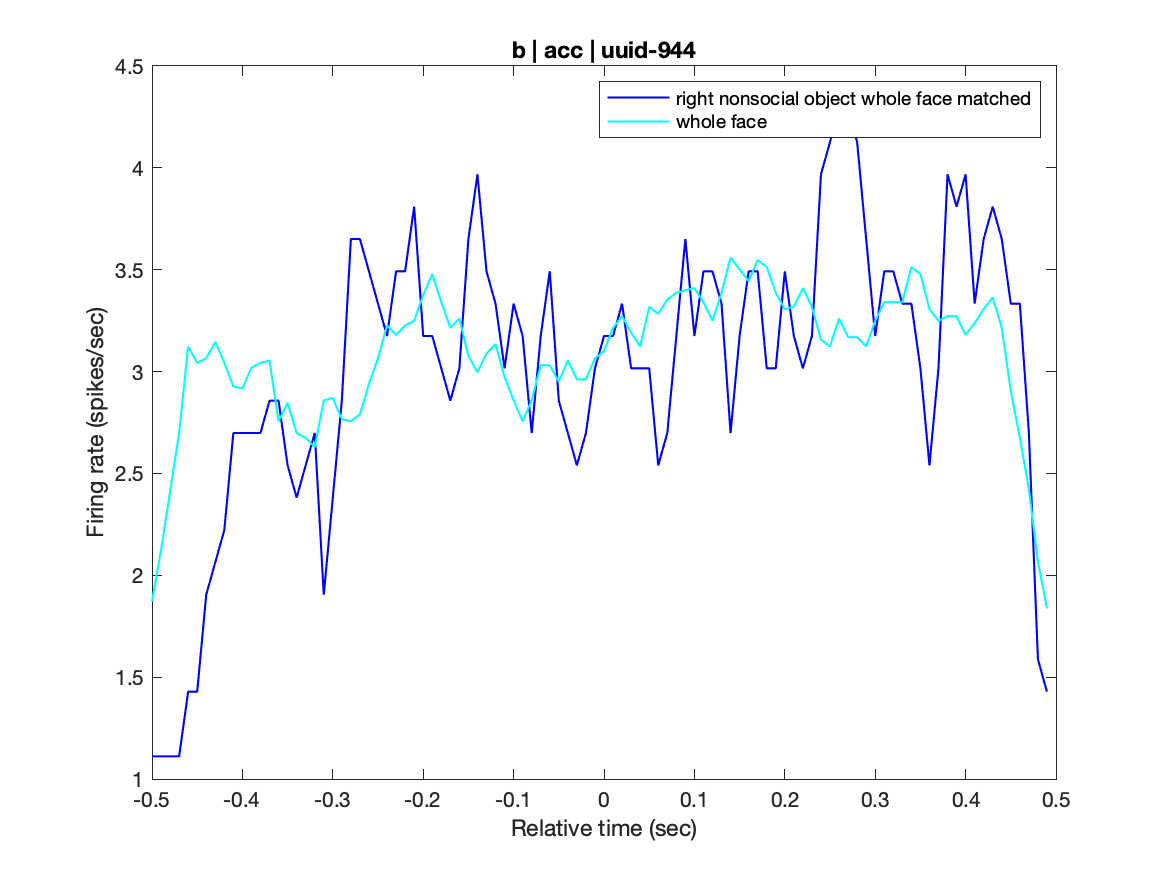 b | acc | uuid-944
4.5
4
3.5
3
2.5
2
1.5
1
Firing rate (spikes/sec)
right nonsocial object whole face matched
whole face
-0.5 -0.4 -0.3 -0.2 -0.1 0 0.1 0.2 0.3 0.4 0.5
Relative time (sec)